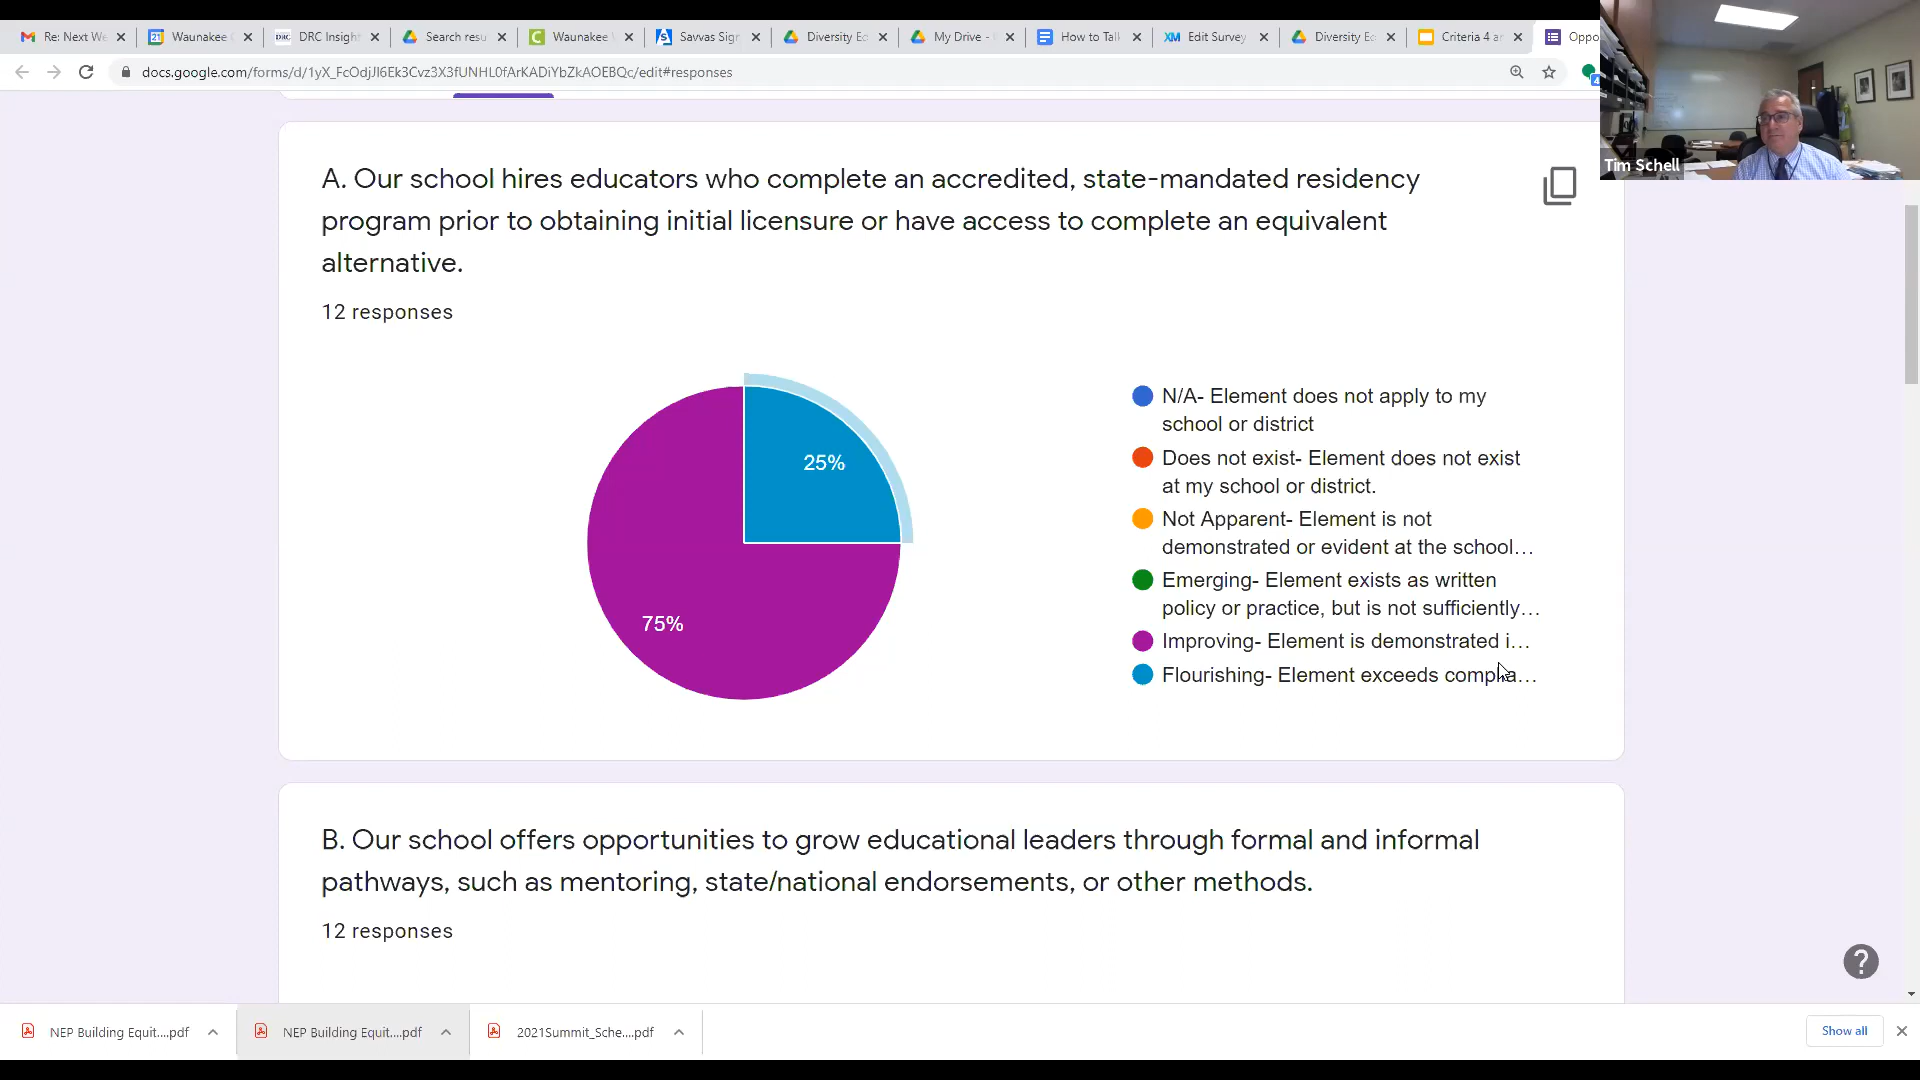 Re: Next We
Waunakee
DRC Insigh
Search resu
Waunakee
Savvas Sig
Diversity Ec
My Drive -
How to Tal
Edit Survey
Diversity Ec
Criteria 4 a
Oppo
docs.google.com/forms/d/1yX_FcOdjJI6Ek3Cvz3X3fUNHL0fArKADiYbZkAOEBQc/edit#responses
Tim Schell
A. Our school hires educators who complete an accredited, state-mandated residency
program prior to obtaining initial licensure or have access to complete an equivalent
alternative.
12 responses
25%
75%
N/A- Element does not apply to my
school or district
Does not exist- Element does not exist
at my school or district.
Not Apparent- Element is not
demonstrated or evident at the school…
Emerging- Element exists as written
policy or practice, but is not sufficiently…
Improving- Element is demonstrated i…
Flourishing- Element exceeds complia…
B. Our school offers opportunities to grow educational leaders through formal and informal
pathways, such as mentoring, state/national endorsements, or other methods.
12 responses
NEP Building Equit....pdf
NEP Building Equit....pdf
2021Summit_Sche....pdf
Show all